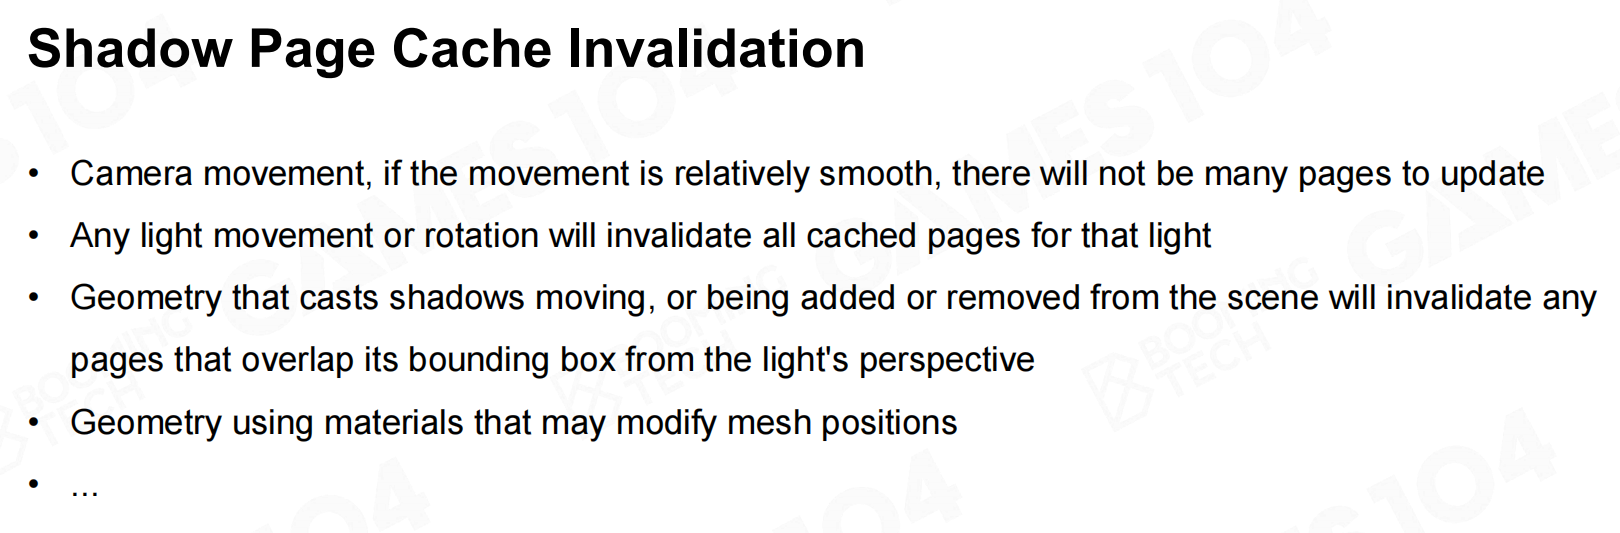 Shadow Page Cache Invalidation
• Camera movement, if the movement is relatively smooth, there will not be many pages to update
• Any light movement or rotation will invalidate all cached pages for that light
• Geometry that casts shadows moving, or being added or removed from the scene will invalidate any
pages that overlap its bounding box from the light's perspective
• Geometry using materials that may modify mesh positions
• ...
GAMES104
BOOMING TECH